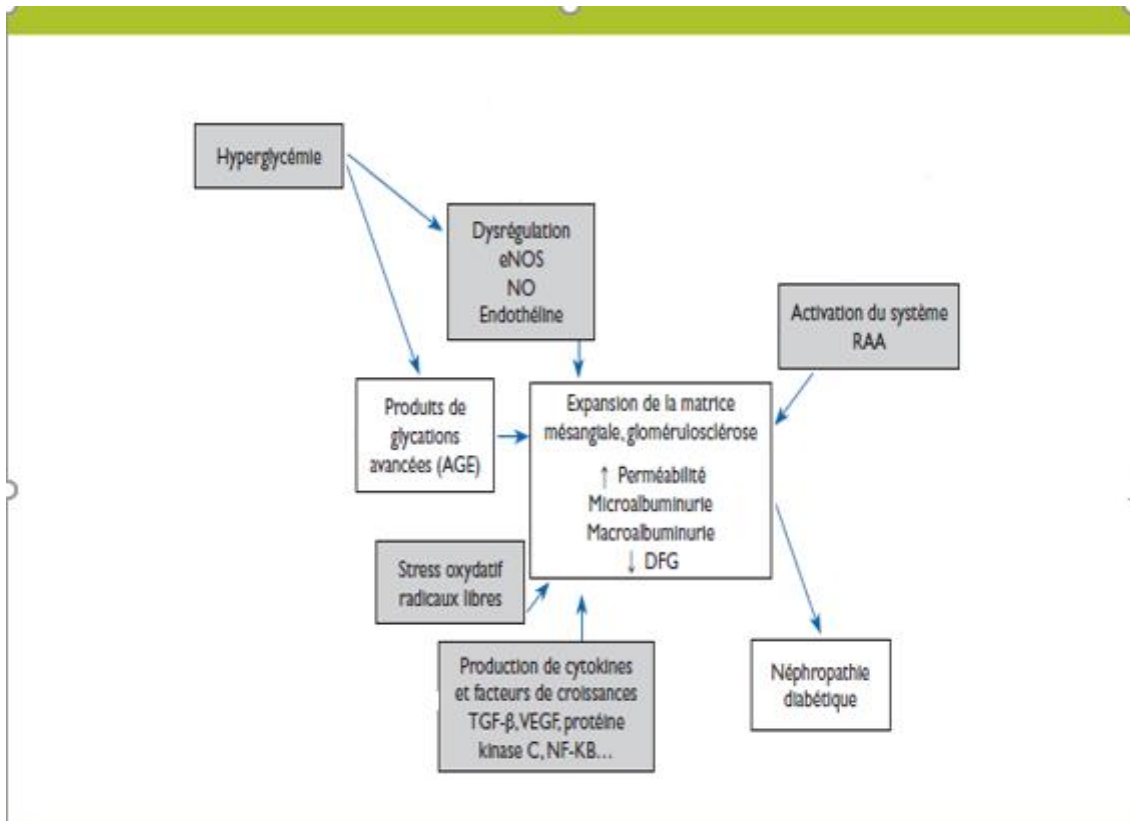 Hyperglycémie
Dysrégulation
eNOS
NO
Endothéline
Activation du système
RAA
Produits de
glycations
avancées (AGE)
Expansion de la matrice
mésangiale, glomérulosclérose
↑ Perméabilité
Microalbuminurie
Macroalbuminurie
↓ DFG
Stress oxydatif
radicaux libres
Production de cytokines
et facteurs de croissances
TGF-β, VEGF, protéine
kinase C, NF-KB...
Néphropathie
diabétique